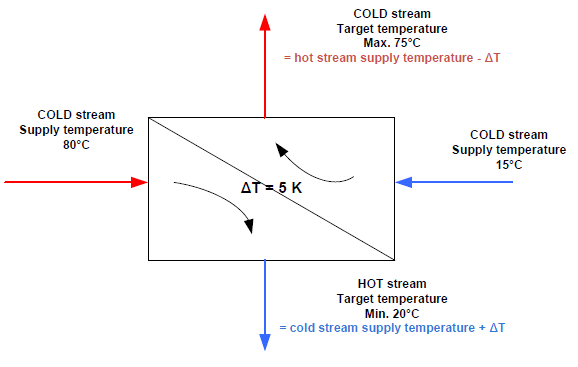 COLD stream
Target temperature
Max. 75°C
= hot stream supply temperature - ΔT
COLD stream
Supply temperature
80°C
COLD stream
Supply temperature
15°C
ΔT = 5 K
HOT stream
Target temperature
Min. 20°C
= cold stream supply temperature + ΔT